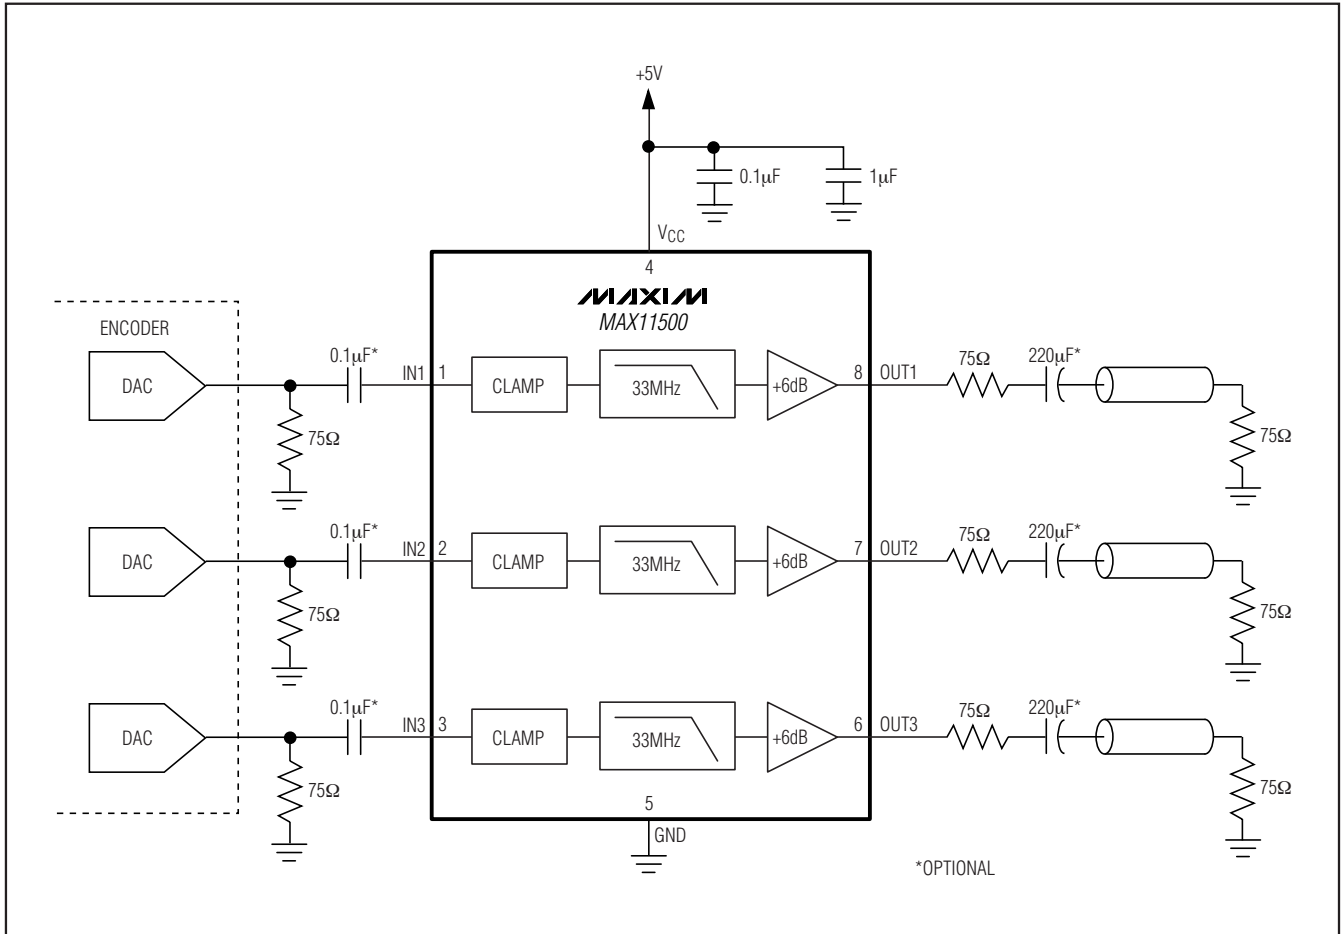 +5V
0.1µF
1µF
VCC
4
MAXIM
MAX11500
ENCODER
DAC
0.1µF*
IN1
1
CLAMP
33MHz
+6dB
8
OUT1
75Ω
220µF*
75Ω
75Ω
DAC
0.1µF*
IN2
2
CLAMP
33MHz
+6dB
7
OUT2
75Ω
220µF*
75Ω
75Ω
DAC
0.1µF*
IN3
3
CLAMP
33MHz
+6dB
6
OUT3
75Ω
220µF*
75Ω
75Ω
5
GND
*OPTIONAL